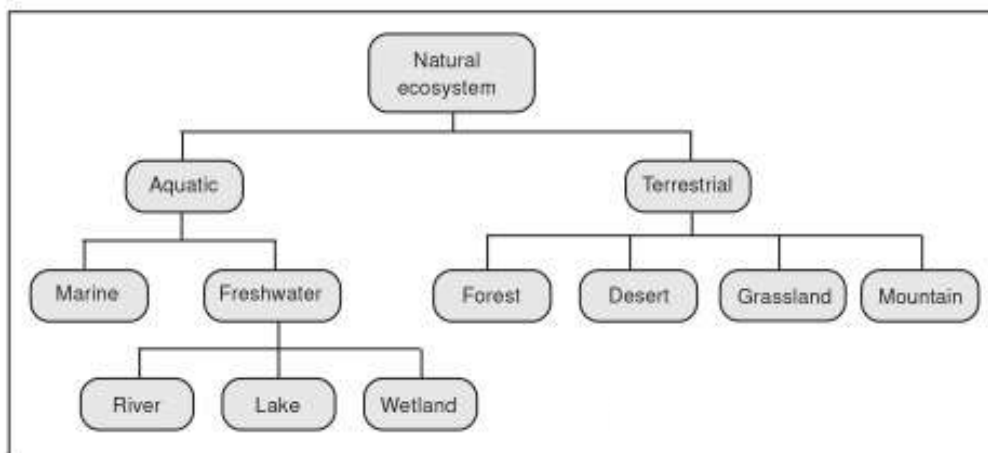 Natural
ecosystem
Aquatic
Terrestrial
Marine
Freshwater
Forest
Desert
Grassland
Mountain
River
Lake
Wetland